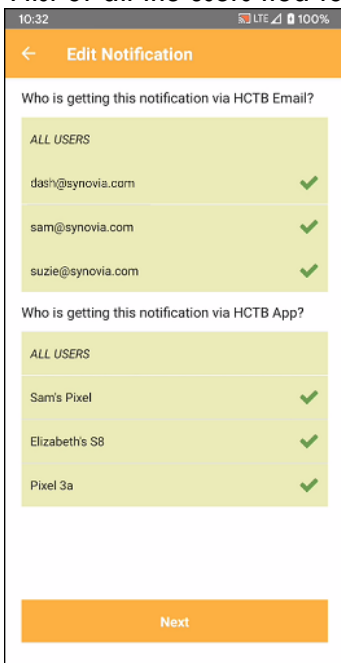 10:32 LTE 100%
Edit Notification
Who is getting this notification via HCTB Email?
ALL USERS
dash@synovia.com
sam@synovia.com
suzie@synovia.com
Who is getting this notification via HCTB App?
ALL USERS
Sam's Pixel
Elizabeth's S8
Pixel 3a
Next